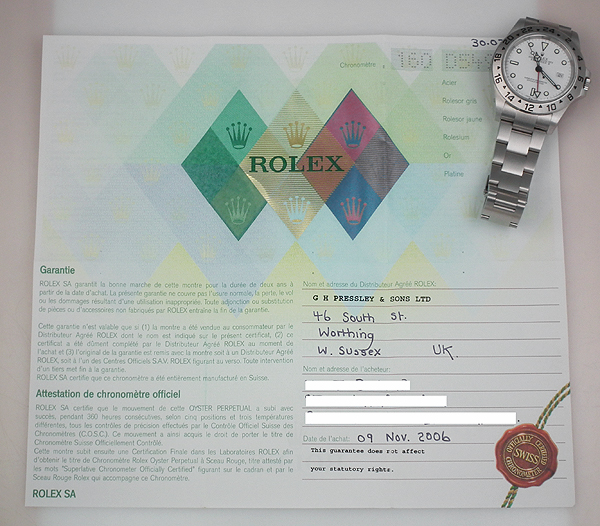 30.0
Chronomètre
160
Acier
Rolesor gris
Rolesor jaune
Rolesium
Or
Platine
ROLEX
Garantie
ROLEX SA garantit la bonne marche de cette montre pour la durée de deux ans à
partir de la date d'achat. La présente garantie ne couvre pas l'usure normale, la perte, le vol
ou les dommages résultant d'une utilisation inappropriée. Toute adjonction ou substitution
de pièces ou d'accessoires non fabriqués par ROLEX entraîne la fin de la garantie.
Cette garantie n'est valable que si (1) la montre a été vendue au consommateur par le
Distributeur Agréé ROLEX dont le nom est indiqué sur le présent certificat, (2) ce
certificat a été dûment complété par le Distributeur Agréé ROLEX au moment de
l'achat et (3) l'original de la garantie est remis avec la montre soit à un Distributeur Agréé
ROLEX, soit à l'un des Centres Officiels S.A.V. ROLEX figurant au verso. Toute intervention
d'un tiers met fin à la garantie.
ROLEX SA certifie que ce chronomètre a été entièrement manufacturé en Suisse.
Attestation de chronomètre officiel
ROLEX SA certifie que le mouvement de cette OYSTER PERPETUAL a subi avec
succès, pendant 360 heures consécutives, selon cinq positions et trois températures
différentes, tous les contrôles de précision effectués par le Contrôle Officiel Suisse des
Chronomètres (C.O.S.C). Ce mouvement a ainsi acquis le droit de porter le titre de
Chronomètre Suisse Officiellement Contrôlé.
Cette montre subit ensuite une Certification Finale dans les Laboratoires ROLEX afin
d'obtenir le titre de Chronomètre Rolex Oyster Perpetual à Sceau Rouge, titre attesté par
les mots "Superlative Chronometer Officially Certified" figurant sur le cadran et par le
Sceau Rouge Rolex qui accompagne ce Chronomètre.
ROLEX SA
Nom et adresse du Distributeur Agréé ROLEX:
G H PRESSLEY & SONS LTD
46 South St.
Worthing
W. Sussex UK.
Nom et adresse de l'acheteur:
Date de l'achat: 09 Nov. 2006
This guarantee does not affect
your statutory rights.
OFFICIALLY CERTIFIED
SWISS
CHRONOMETER